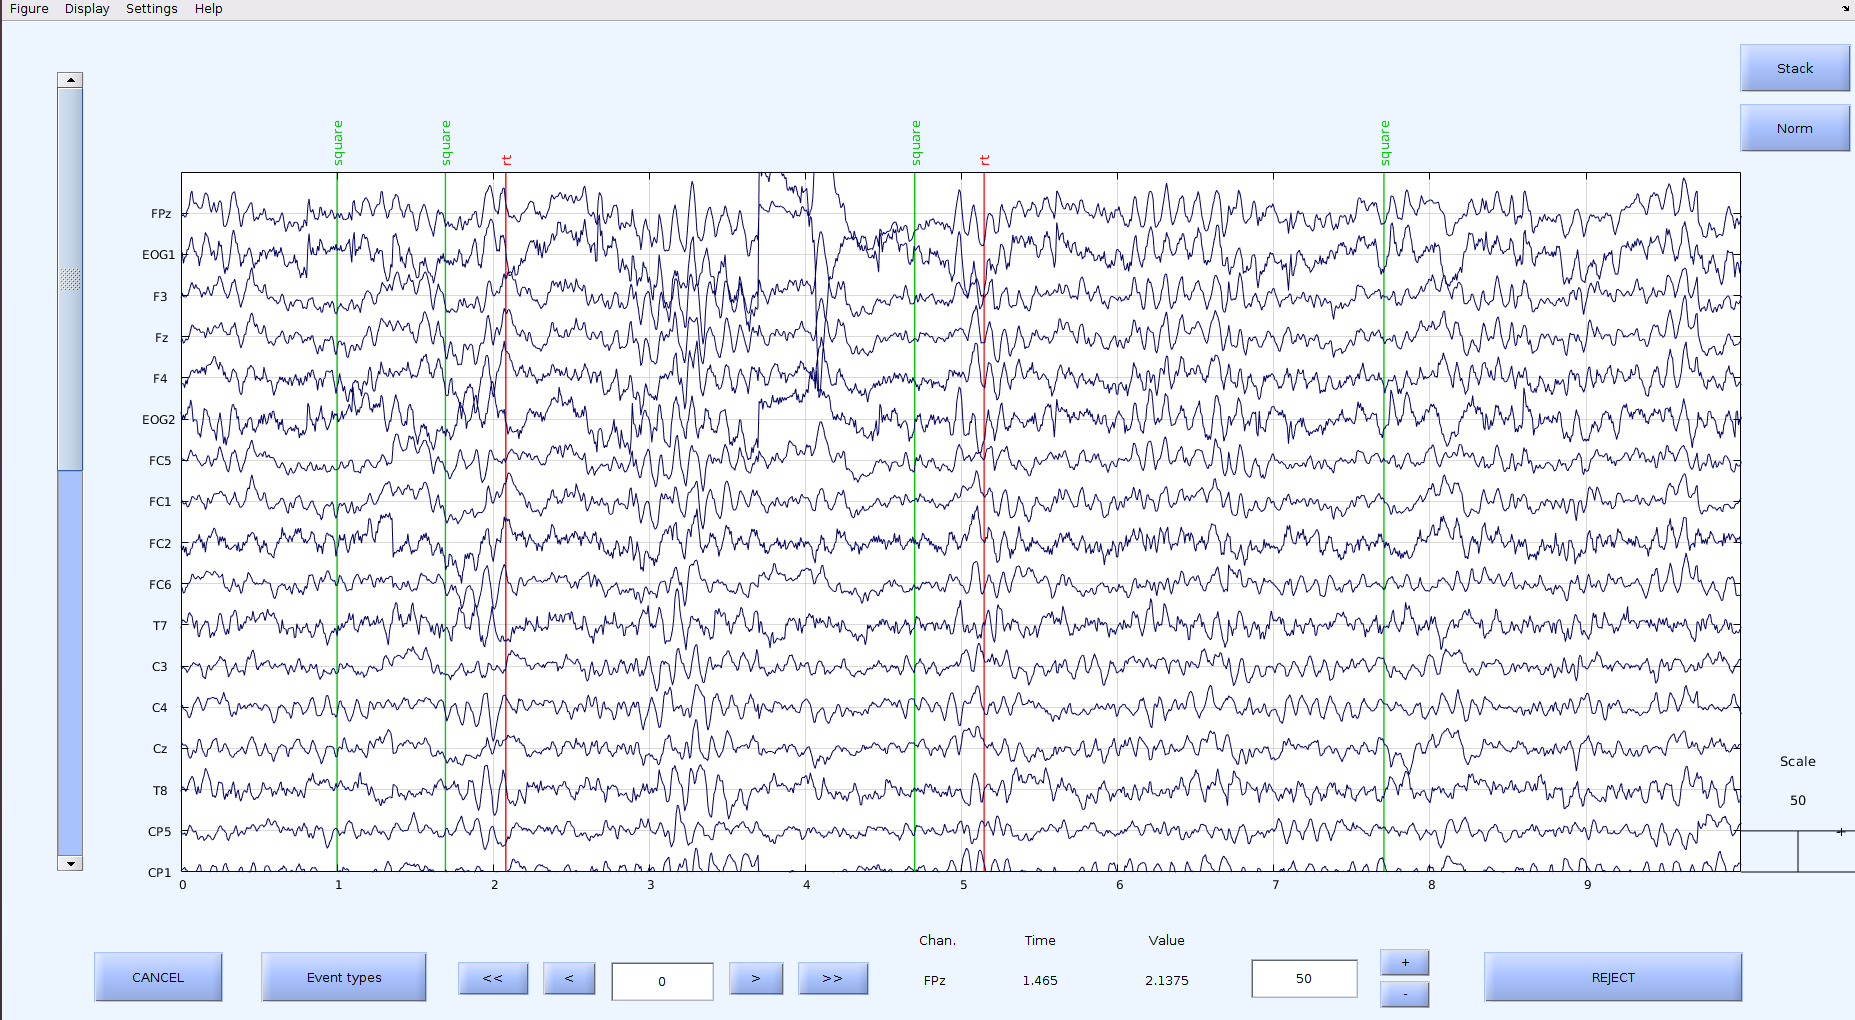 Figure Display Settings Help
Stack
Norm
square square rt square rt square
FPz
EOG1
F3
Fz
F4
EOG2
FC5
FC1
FC2
FC6
T7
C3
C4
Cz
T8
CP5
CP1
0 1 2 3 4 5 6 7 8 9
Scale
50
+
Chan. Time Value
CANCEL Event types << < 0 > >> FPz 1.465 2.1375 50 + - REJECT